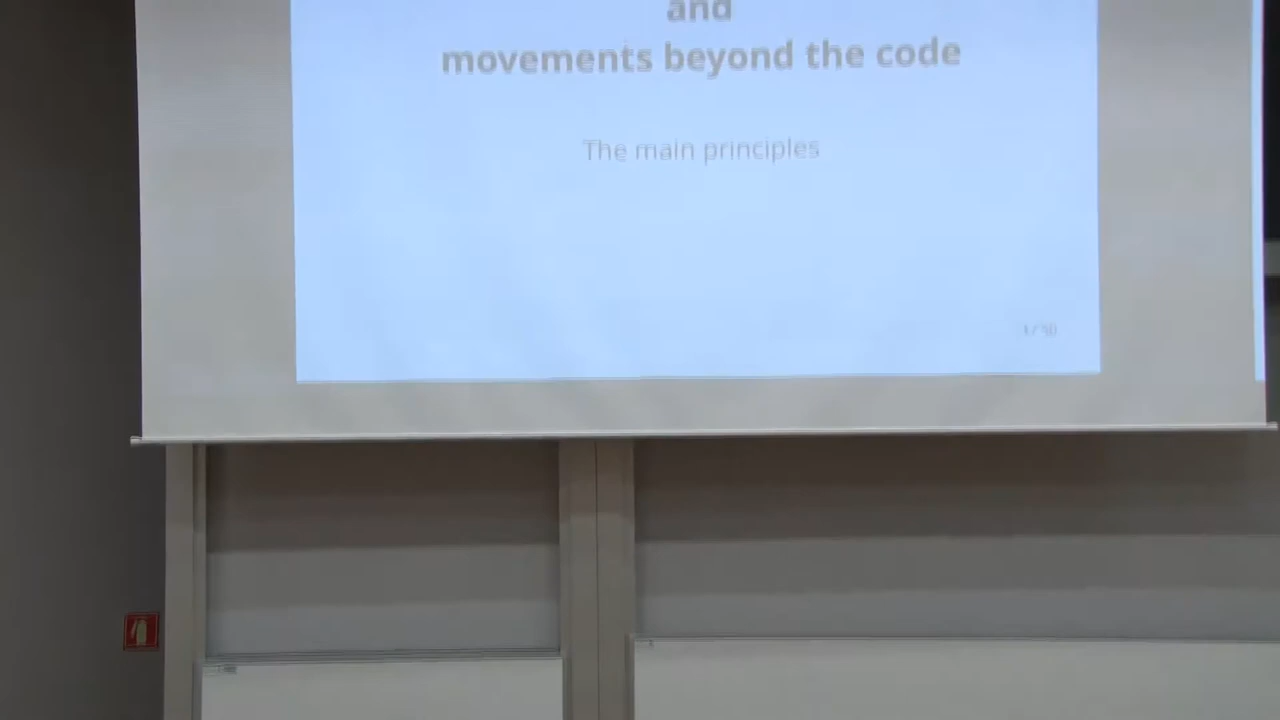 and
movements beyond the code
The main principles